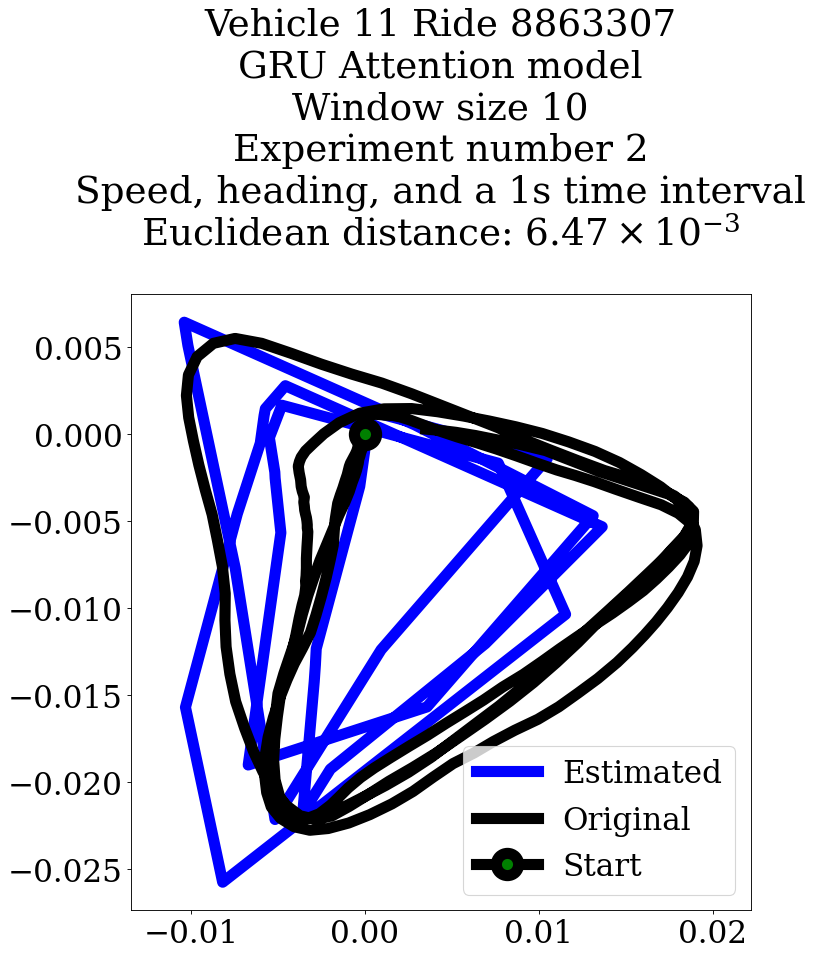 Vehicle 11 Ride 8863307
GRU Attention model
Window size 10
Experiment number 2
Speed, heading, and a 1s time interval
Euclidean distance: 6.47 × 10⁻³
0.005
0.000
−0.005
−0.010
−0.015
−0.020
−0.025
Estimated
Original
Start
−0.01 0.00 0.01 0.02